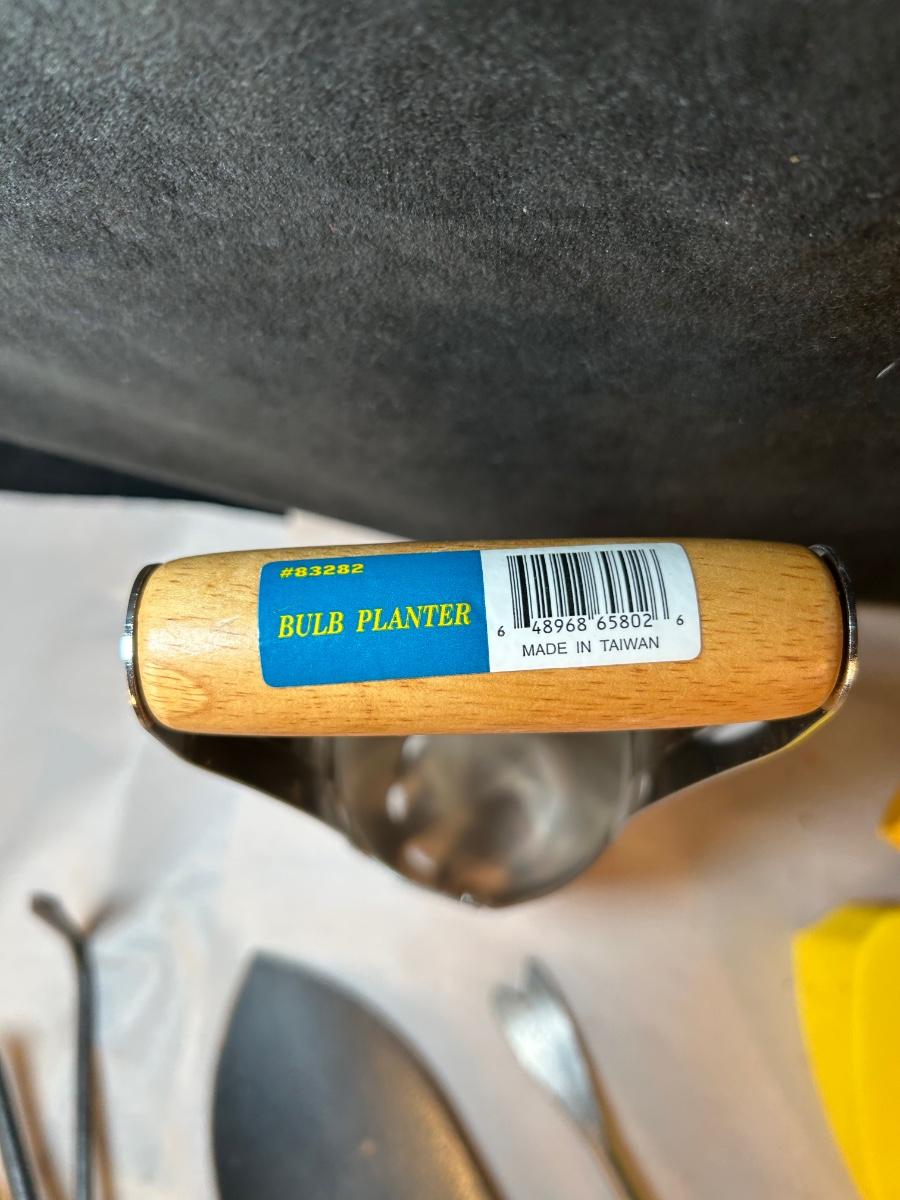 #83282
BULB PLANTER
6 48968 65802 6
MADE IN TAIWAN